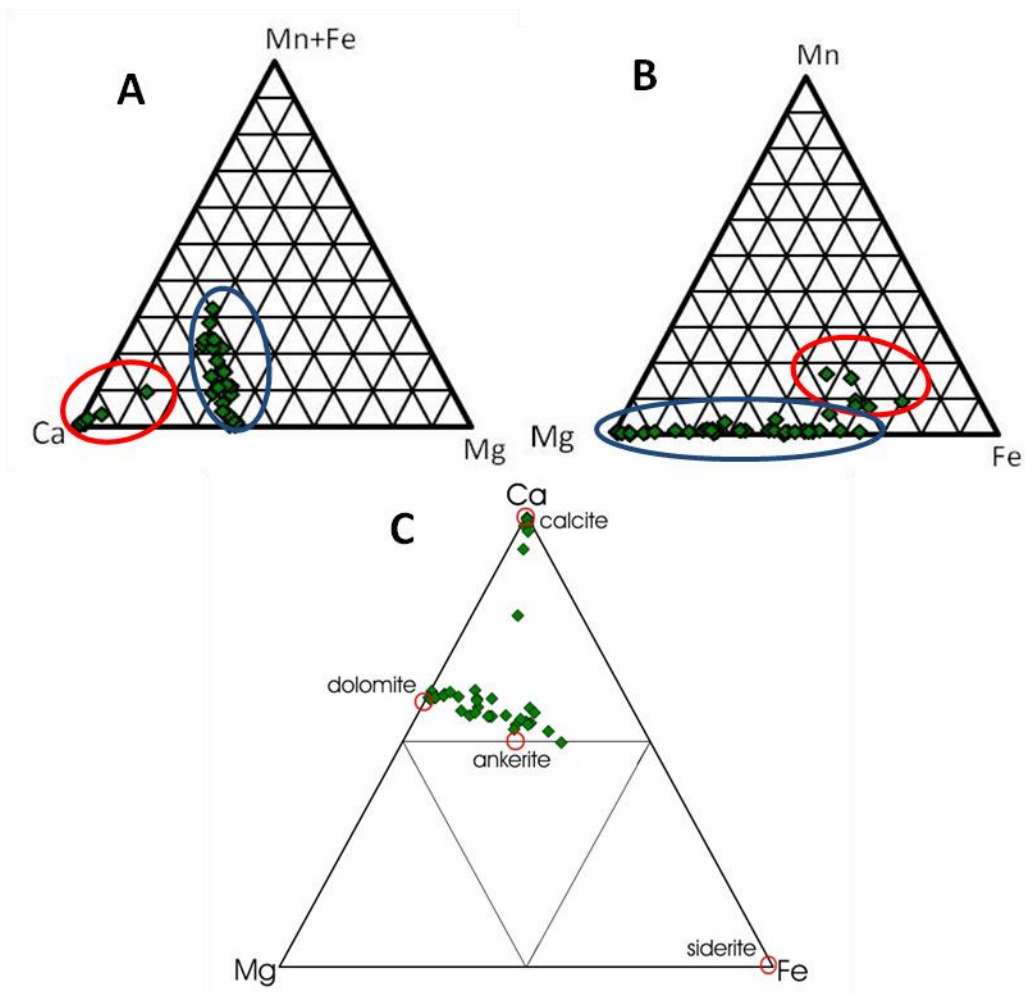 A
Mn+Fe
Ca
Mg
B
Mn
Mg
Fe
C
Ca
calcite
dolomite
ankerite
siderite
Mg
Fe